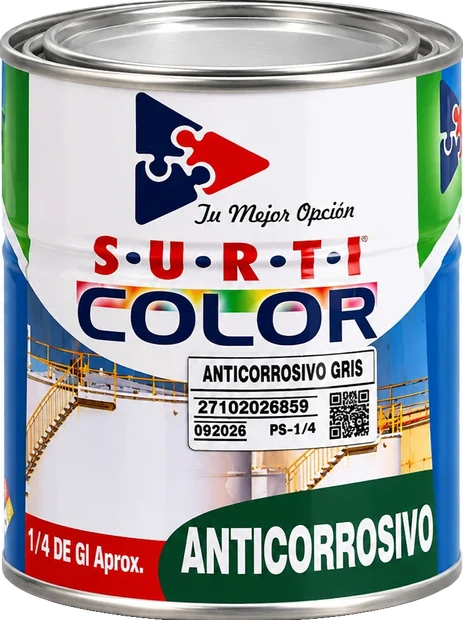 Tu Mejor Opción
S·U·R·T·I®
COLOR
ANTICORROSIVO GRIS
27102026859
092026 PS-1/4
1/4 DE Gl Aprox.
ANTICORROSIVO